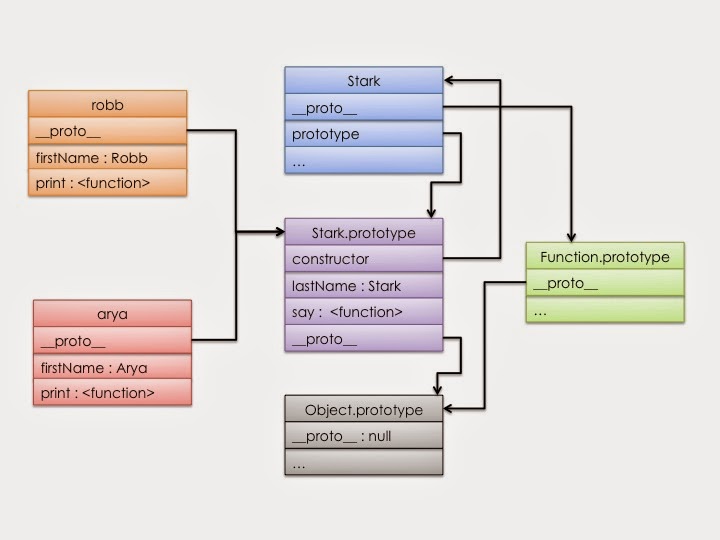 robb
__proto__
firstName : Robb
print : <function>
arya
__proto__
firstName : Arya
print : <function>
Stark
__proto__
prototype
...
Stark.prototype
constructor
lastName : Stark
say :  <function>
__proto__
Object.prototype
__proto__ : null
...
Function.prototype
__proto__
...